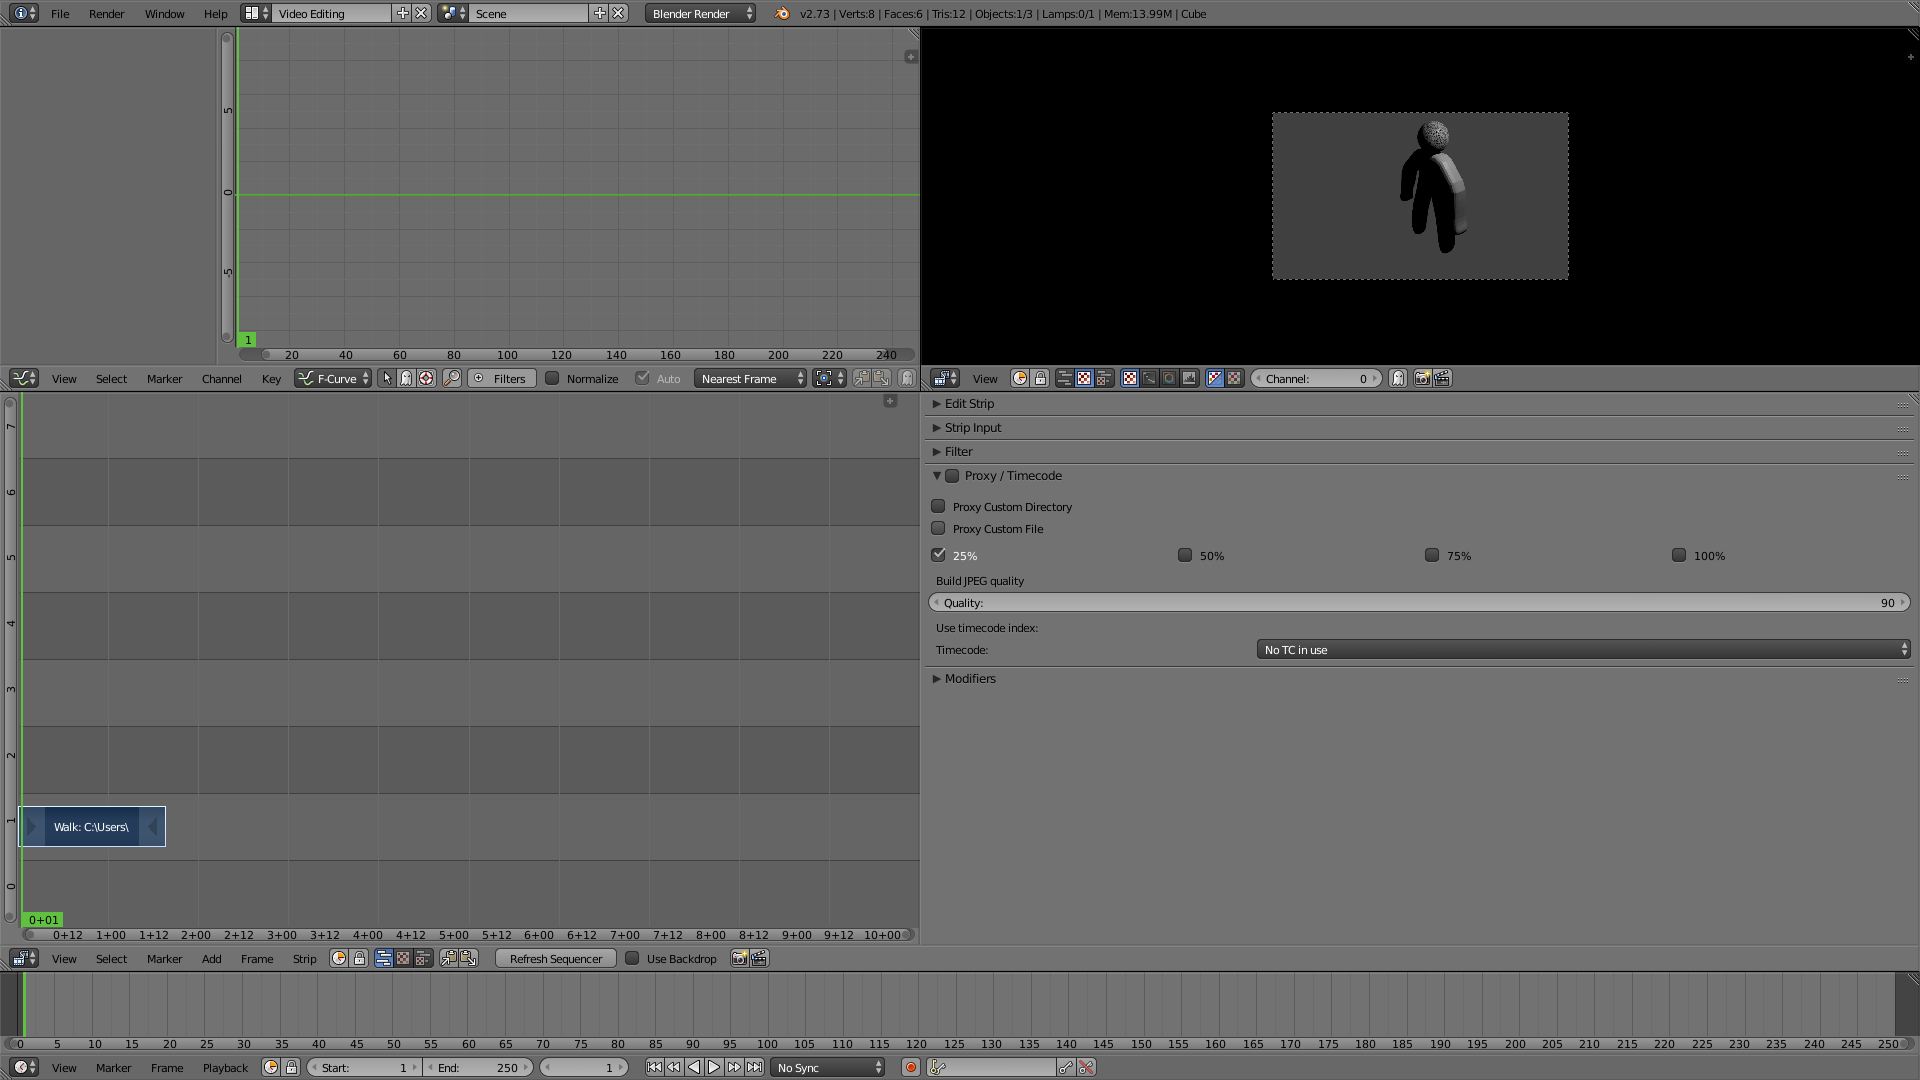 File Render Window Help Video Editing Scene Blender Render v2.73 | Verts:8 | Faces:6 | Tris:12 | Objects:1/3 | Lamps:0/1 | Mem:13.99M | Cube
5
0
-5
1
20 40 60 80 100 120 140 160 180 200 220 240
View Select Marker Channel Key F-Curve Filters Normalize Auto Nearest Frame
View Channel: 0
7
6
5
4
3
2
1
0
Walk: C:\Users\
0+01
0+12 1+00 1+12 2+00 2+12 3+00 3+12 4+00 4+12 5+00 5+12 6+00 6+12 7+00 7+12 8+00 8+12 9+00 9+12 10+00
View Select Marker Add Frame Strip Refresh Sequencer Use Backdrop
Edit Strip
Strip Input
Filter
Proxy / Timecode
Proxy Custom Directory
Proxy Custom File
25% 50% 75% 100%
Build JPEG quality
Quality: 90
Use timecode index:
Timecode: No TC in use
Modifiers
0 5 10 15 20 25 30 35 40 45 50 55 60 65 70 75 80 85 90 95 100 105 110 115 120 125 130 135 140 145 150 155 160 165 170 175 180 185 190 195 200 205 210 215 220 225 230 235 240 245 250
View Marker Frame Playback Start: 1 End: 250 1 No Sync